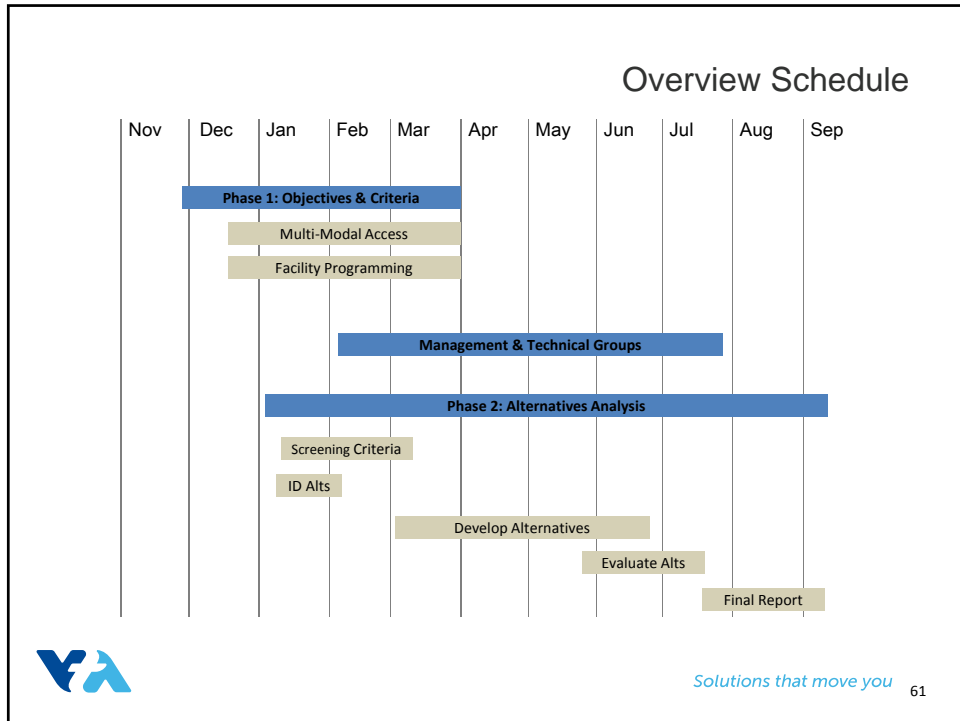 Overview Schedule
Nov Dec Jan Feb Mar Apr May Jun Jul Aug Sep
Phase 1: Objectives & Criteria
Multi-Modal Access
Facility Programming
Management & Technical Groups
Phase 2: Alternatives Analysis
Screening Criteria
ID Alts
Develop Alternatives
Evaluate Alts
Final Report
VTA
Solutions that move you
61